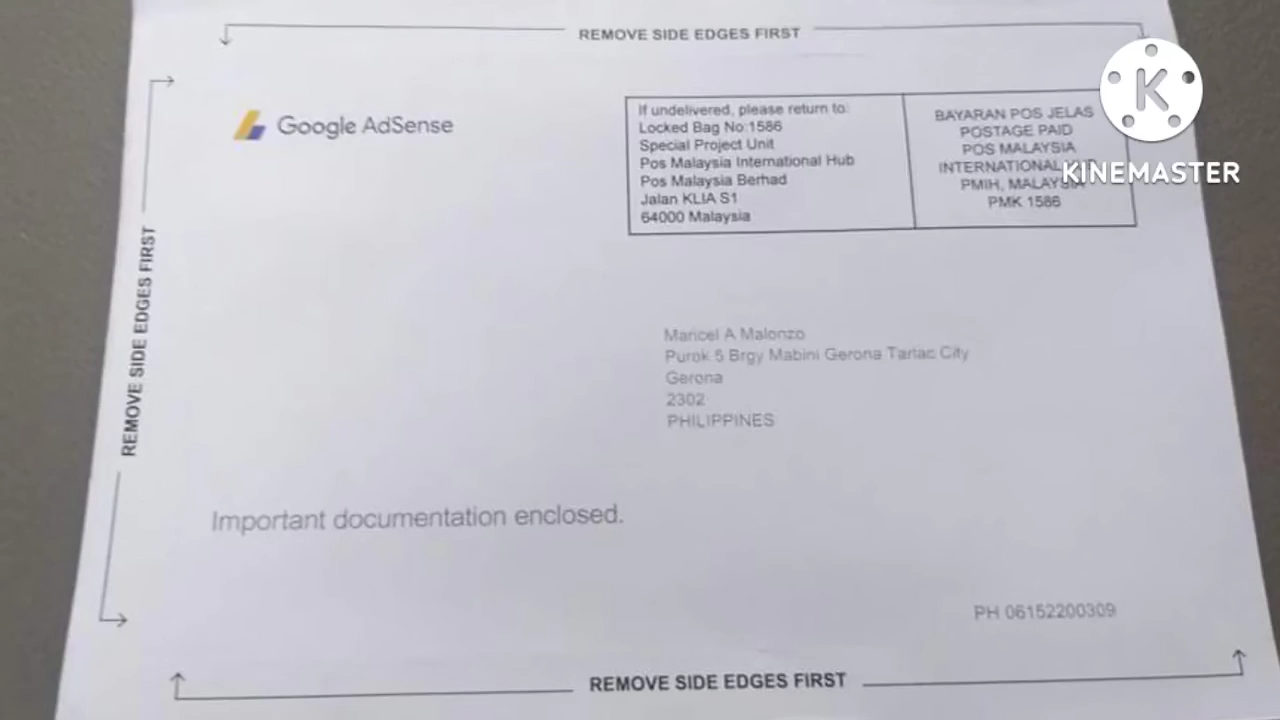 REMOVE SIDE EDGES FIRST
Google AdSense
If undelivered, please return to:
Locked Bag No:1586
Special Project Unit
Pos Malaysia International Hub
Pos Malaysia Berhad
Jalan KLIA S1
64000 Malaysia
BAYARAN POS JELAS
POSTAGE PAID
POS MALAYSIA
INTERNATIONAL
PMIH, MALAYSIA
PMK 1586
K
KINEMASTER
REMOVE SIDE EDGES FIRST
Maricel A Malonzo
Purok 5 Brgy Mabini Gerona Tarlac City
Gerona
2302
PHILIPPINES
Important documentation enclosed.
PH 06152200309
REMOVE SIDE EDGES FIRST